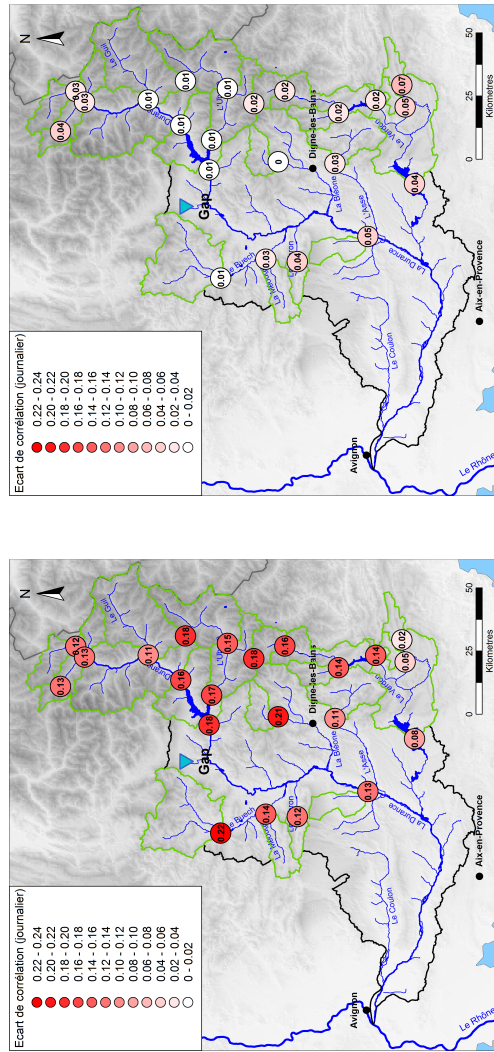 Ecart de corrélation (journalier)
0.22 - 0.24
0.20 - 0.22
0.18 - 0.20
0.16 - 0.18
0.14 - 0.16
0.12 - 0.14
0.10 - 0.12
0.08 - 0.10
0.06 - 0.08
0.04 - 0.06
0.02 - 0.04
0 - 0.02
N
0.13
0.12
0.13
Le Guil
0.11
0.18
0.16
0.17
0.15
0.18
Gap
0.22
e Buech
0.18
0.16
0.21
0.14
0.12
Digne-les-Bains
La Bléone
0.11
0.14
0.14
L'Asse
0.13
Le Verdon
0.02
0.05
0.08
Avignon
Le Coulon
La Durance
Le Rhône
Aix-en-Provence
0
25
50
Kilometres
Ecart de corrélation (journalier)
0.22 - 0.24
0.20 - 0.22
0.18 - 0.20
0.16 - 0.18
0.14 - 0.16
0.12 - 0.14
0.10 - 0.12
0.08 - 0.10
0.06 - 0.08
0.04 - 0.06
0.02 - 0.04
0 - 0.02
N
0.04
0.03
0.03
Le Guil
0.01
0.01
0.01
0.01
0.01
0.02
Gap
0.01
e Buech
0.01
0.02
0
0.03
0.04
Digne-les-Bains
La Bléone
0.03
0.02
0.02
L'Asse
0.05
Le Verdon
0.07
0.05
0.04
Avignon
Le Coulon
La Durance
Le Rhône
Aix-en-Provence
0
25
50
Kilometres